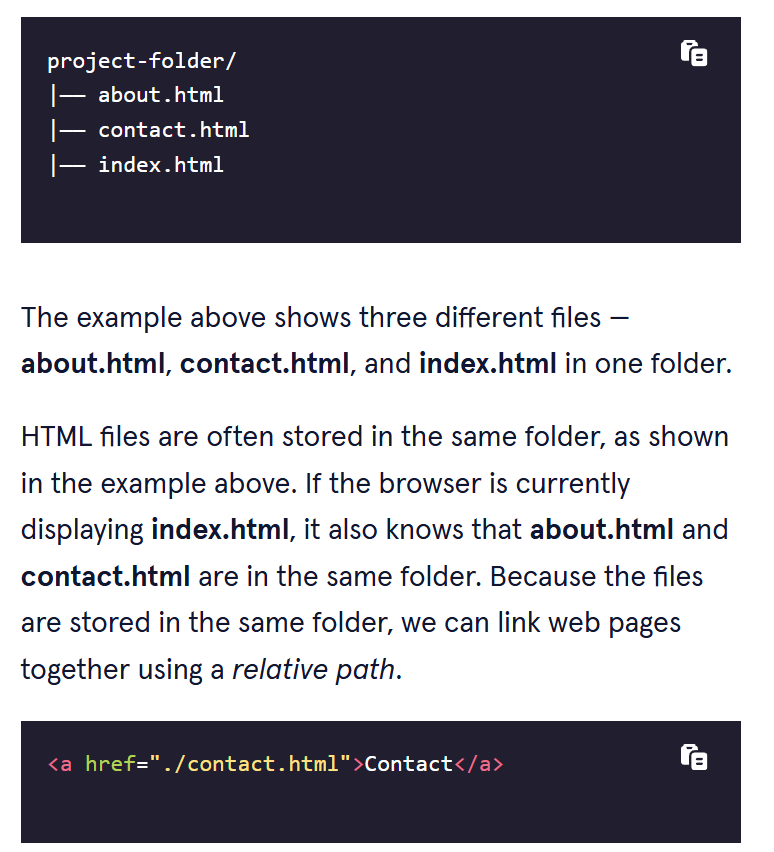 project-folder/
|—— about.html
|—— contact.html
|—— index.html
The example above shows three different files —
about.html, contact.html, and index.html in one folder.
HTML files are often stored in the same folder, as shown
in the example above. If the browser is currently
displaying index.html, it also knows that about.html and
contact.html are in the same folder. Because the files
are stored in the same folder, we can link web pages
together using a relative path.
<a href="./contact.html">Contact</a>